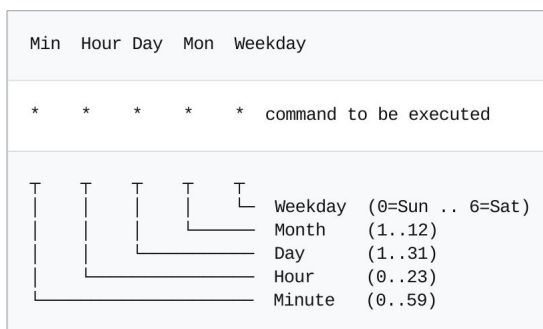 Min Hour Day Mon Weekday
* * * * * command to be executed
Weekday (0=Sun .. 6=Sat)
Month (1..12)
Day (1..31)
Hour (0..23)
Minute (0..59)